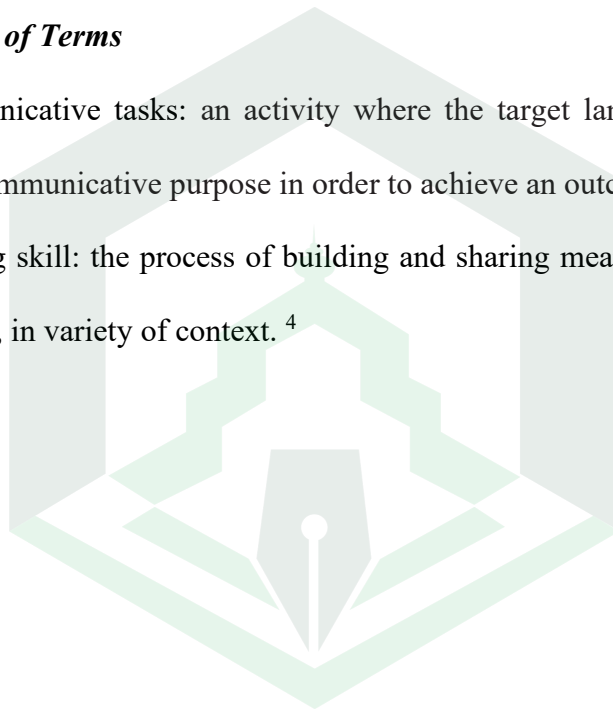 of Terms
nicative tasks: an activity where the target lan
mmunicative purpose in order to achieve an outc
g skill: the process of building and sharing mea
, in variety of context. 4